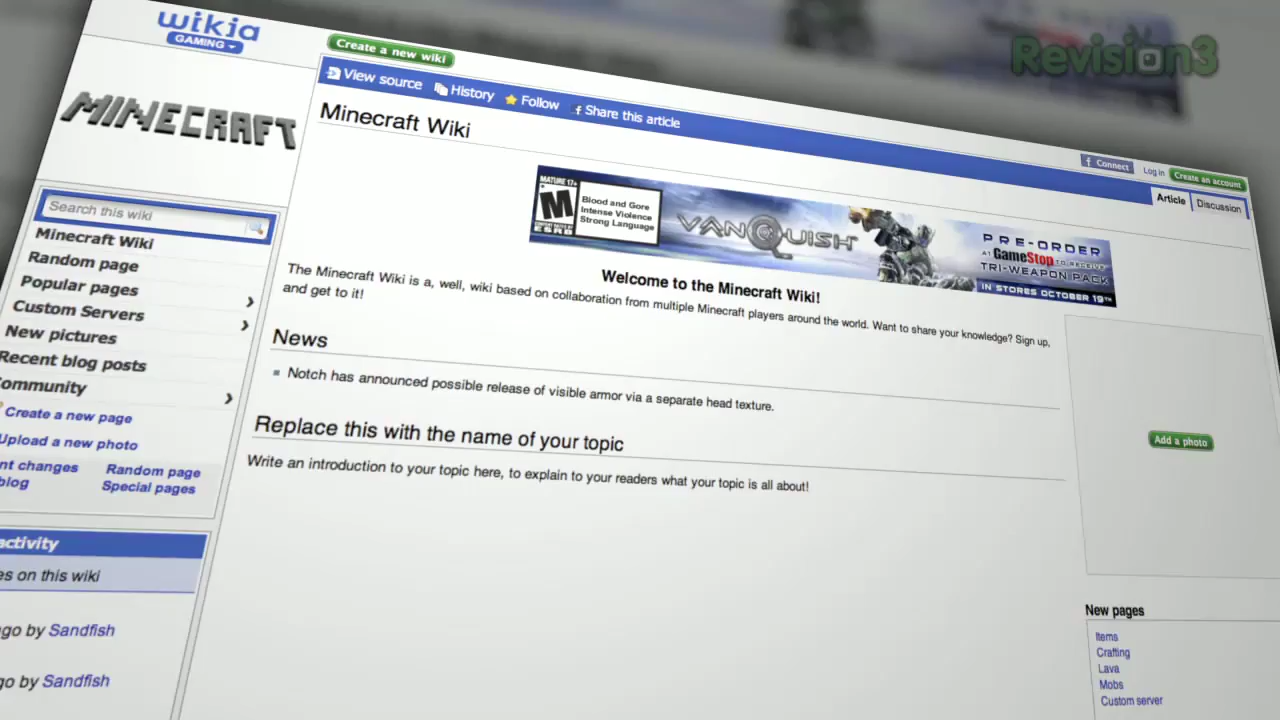 wikia
GAMING
Create a new wiki
Revision3
View source
History
Follow
Share this article
MINECRAFT
Minecraft Wiki
Connect
Log in
Create an account
Article
Discussion
MATURE 17+
M
ESRB
Blood and Gore
Intense Violence
Strong Language
VANQUISH
PRE-ORDER
AT GameStop TO RECEIVE
TRI-WEAPON PACK
IN STORES OCTOBER 19TH
Search this wiki
Minecraft Wiki
Random page
Popular pages
Custom Servers
New pictures
Recent blog posts
ommunity
Create a new page
Upload a new photo
nt changes
Random page
blog
Special pages
activity
es on this wiki
go by Sandfish
go by Sandfish
Welcome to the Minecraft Wiki!
The Minecraft Wiki is a, well, wiki based on collaboration from multiple Minecraft players around the world. Want to share your knowledge? Sign up,
and get to it!
News
Notch has announced possible release of visible armor via a separate head texture.
Replace this with the name of your topic
Write an introduction to your topic here, to explain to your readers what your topic is all about!
Add a photo
New pages
Items
Crafting
Lava
Mobs
Custom server